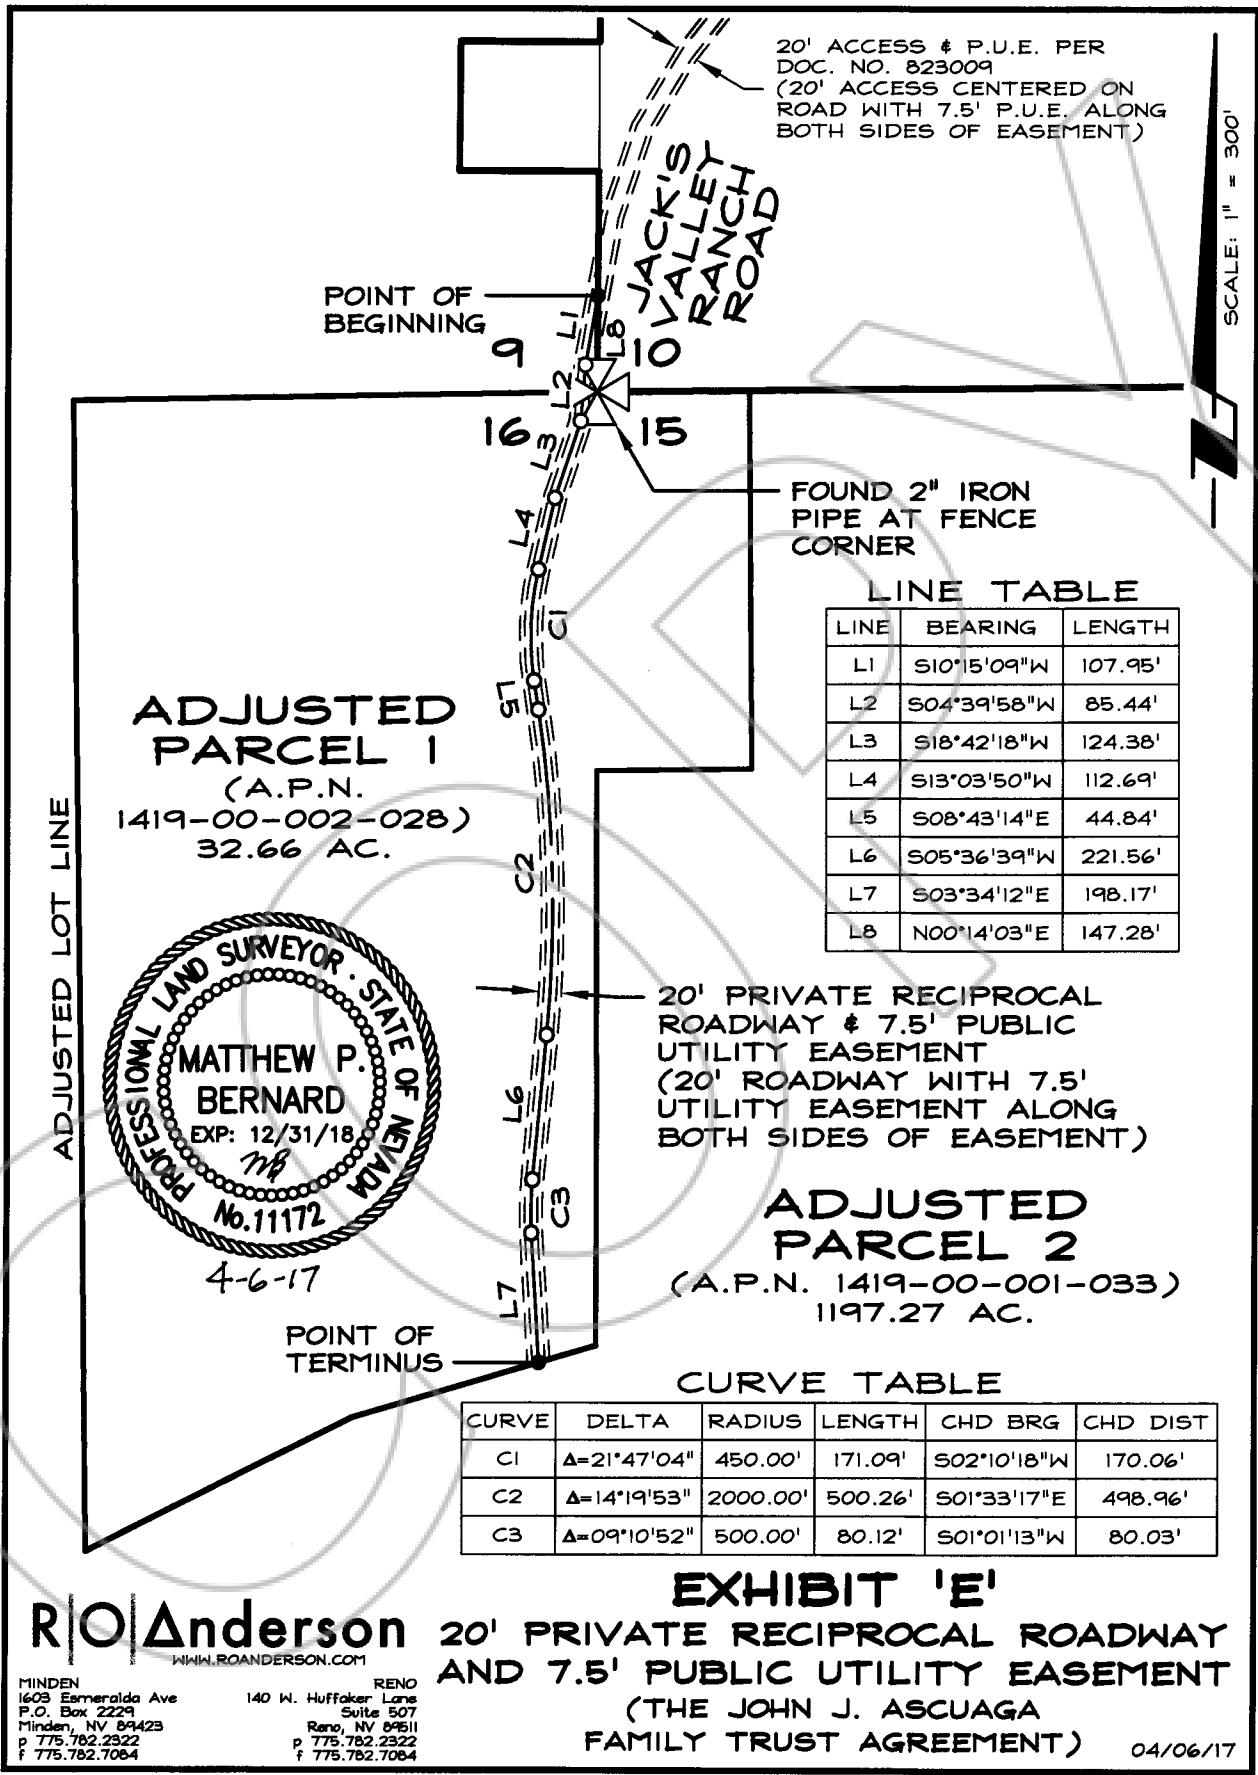 20' ACCESS & P.U.E. PER
DOC. NO. 823009
(20' ACCESS CENTERED ON
ROAD WITH 7.5' P.U.E. ALONG
BOTH SIDES OF EASEMENT)
SCALE: 1" = 300'
JACK'S
VALLEY
RANCH
ROAD
POINT OF
BEGINNING
L1
L8
9
10
L2
16
15
L3
FOUND 2" IRON
PIPE AT FENCE
CORNER
L4
C1
L5
LINE TABLE
LINE BEARING LENGTH
L1 S10°15'09"W 107.95'
L2 S04°39'58"W 85.44'
L3 S18°42'18"W 124.38'
L4 S13°03'50"W 112.69'
L5 S08°43'14"E 44.84'
L6 S05°36'39"W 221.56'
L7 S03°34'12"E 198.17'
L8 N00°14'03"E 147.28'
ADJUSTED
PARCEL 1
(A.P.N.
1419-00-002-028)
32.66 AC.
ADJUSTED LOT LINE
C2
PROFESSIONAL LAND SURVEYOR · STATE OF NEVADA
MATTHEW P.
BERNARD
EXP: 12/31/18
MB
No.11172
4-6-17
20' PRIVATE RECIPROCAL
ROADWAY & 7.5' PUBLIC
UTILITY EASEMENT
(20' ROADWAY WITH 7.5'
UTILITY EASEMENT ALONG
BOTH SIDES OF EASEMENT)
L6
C3
L7
ADJUSTED
PARCEL 2
(A.P.N. 1419-00-001-033)
1197.27 AC.
POINT OF
TERMINUS
CURVE TABLE
CURVE DELTA RADIUS LENGTH CHD BRG CHD DIST
C1 Δ=21°47'04" 450.00' 171.09' S02°10'18"W 170.06'
C2 Δ=14°19'53" 2000.00' 500.26' S01°33'17"E 498.96'
C3 Δ=09°10'52" 500.00' 80.12' S01°01'13"W 80.03'
R|O|Anderson
WWW.ROANDERSON.COM
MINDEN
1603 Esmeralda Ave
P.O. Box 2229
Minden, NV 89423
p 775.782.2322
f 775.782.7084
RENO
140 W. Huffaker Lane
Suite 507
Reno, NV 89511
p 775.782.2322
f 775.782.7084
EXHIBIT 'E'
20' PRIVATE RECIPROCAL ROADWAY
AND 7.5' PUBLIC UTILITY EASEMENT
(THE JOHN J. ASCUAGA
FAMILY TRUST AGREEMENT)
04/06/17
COPY